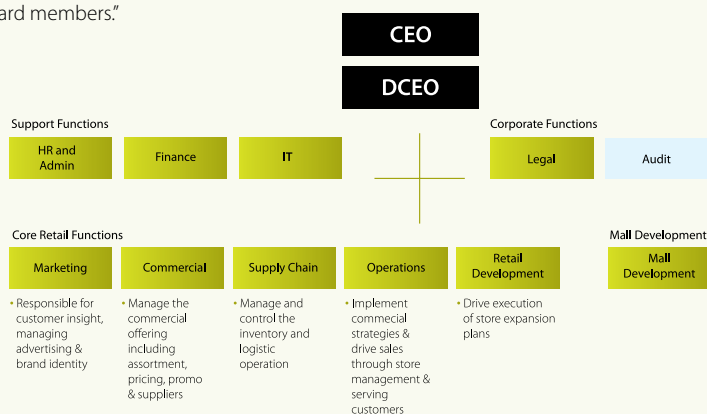 ard members."
CEO
DCEO
Support Functions
Corporate Functions
HR and
Admin
Finance
IT
Legal
Audit
Core Retail Functions
Mall Development
Marketing
Commercial
Supply Chain
Operations
Retail
Development
Mall
Development
• Responsible for
customer insight,
managing
advertising &
brand identity
• Manage the
commercial
offering
including
assortment,
pricing, promo
& suppliers
• Manage and
control the
inventory and
logistic
operation
• Implement
commecial
strategies &
drive sales
through store
management &
serving
customers
• Drive execution
of store expansion
plans